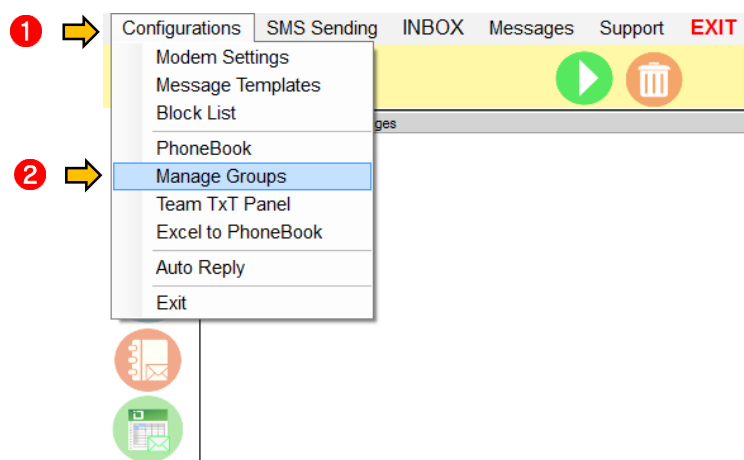 1 Configurations SMS Sending INBOX Messages Support EXIT
Modem Settings
Message Templates
Block List
ges
PhoneBook
2 Manage Groups
Team TxT Panel
Excel to PhoneBook
Auto Reply
Exit